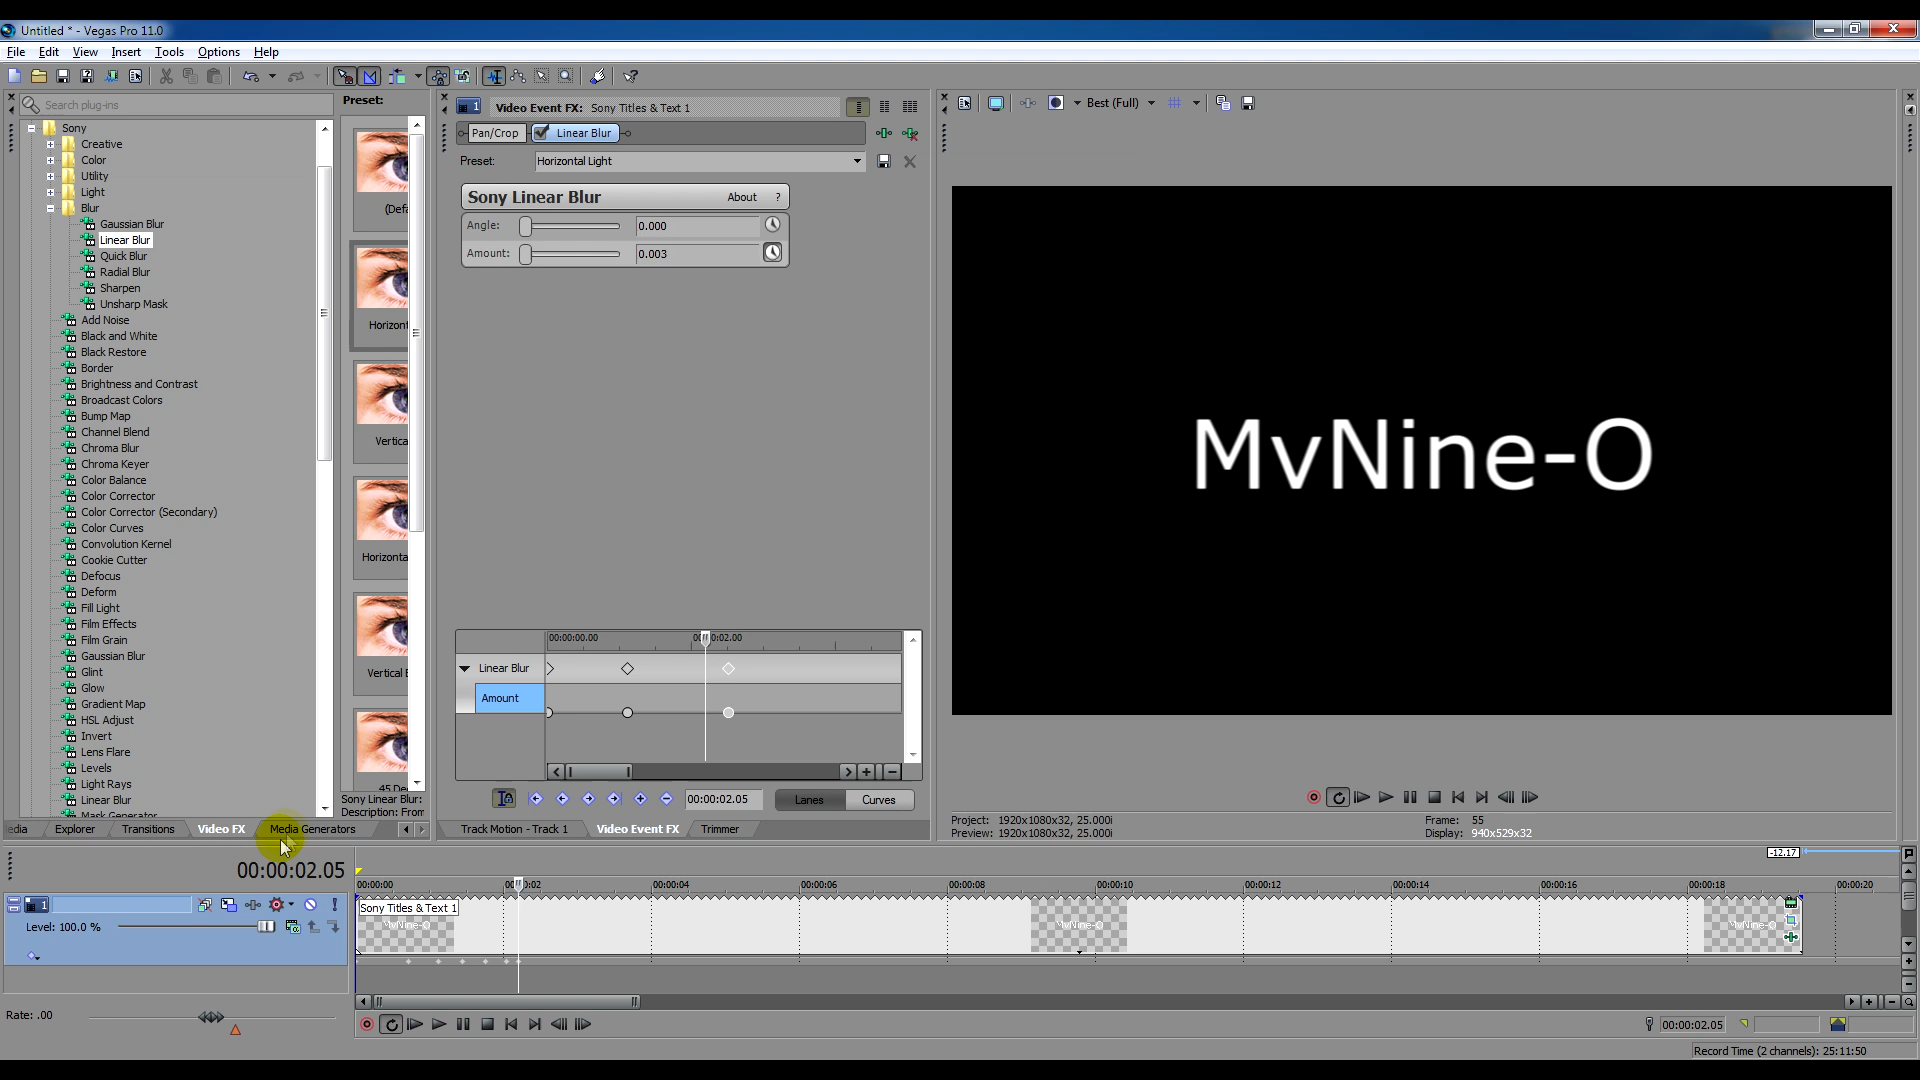 Untitled * - Vegas Pro 11.0
File Edit View Insert Tools Options Help
Search plug-ins
Sony
Creative
Color
Utility
Light
Blur
Gaussian Blur
Linear Blur
Quick Blur
Radial Blur
Sharpen
Unsharp Mask
Add Noise
Black and White
Black Restore
Border
Brightness and Contrast
Broadcast Colors
Bump Map
Channel Blend
Chroma Blur
Chroma Keyer
Color Balance
Color Corrector
Color Corrector (Secondary)
Color Curves
Convolution Kernel
Cookie Cutter
Defocus
Deform
Fill Light
Film Effects
Film Grain
Gaussian Blur
Glint
Glow
Gradient Map
HSL Adjust
Invert
Lens Flare
Levels
Light Rays
Linear Blur
Mask Generator
Preset:
(Defa
Horizont
Vertica
Horizonta
Vertical B
45 De
Sony Linear Blur:
Description: From
edia Explorer Transitions Video FX Media Generators
1 Video Event FX: Sony Titles & Text 1
Pan/Crop Linear Blur
Preset: Horizontal Light
Sony Linear Blur About ?
Angle: 0.000
Amount: 0.003
00:00:00.00
Linear Blur
Amount
00:00:02.05 Lanes Curves
Track Motion - Track 1 Video Event FX Trimmer
Best (Full)
MvNine-O
Project: 1920x1080x32, 25.000i
Preview: 1920x1080x32, 25.000i
Frame: 55
Display: 940x529x32
-12.17
00:00:02.05
00:00:00 00:00:04 00:00:06 00:00:08 00:00:10 00:00:12 00:00:14 00:00:16 00:00:18 00:00:20
1
Level: 100.0 %
Sony Titles & Text 1
MvNine-O MvNine-O MvNine-O
Rate: .00
00:00:02.05
Record Time (2 channels): 25:11:50